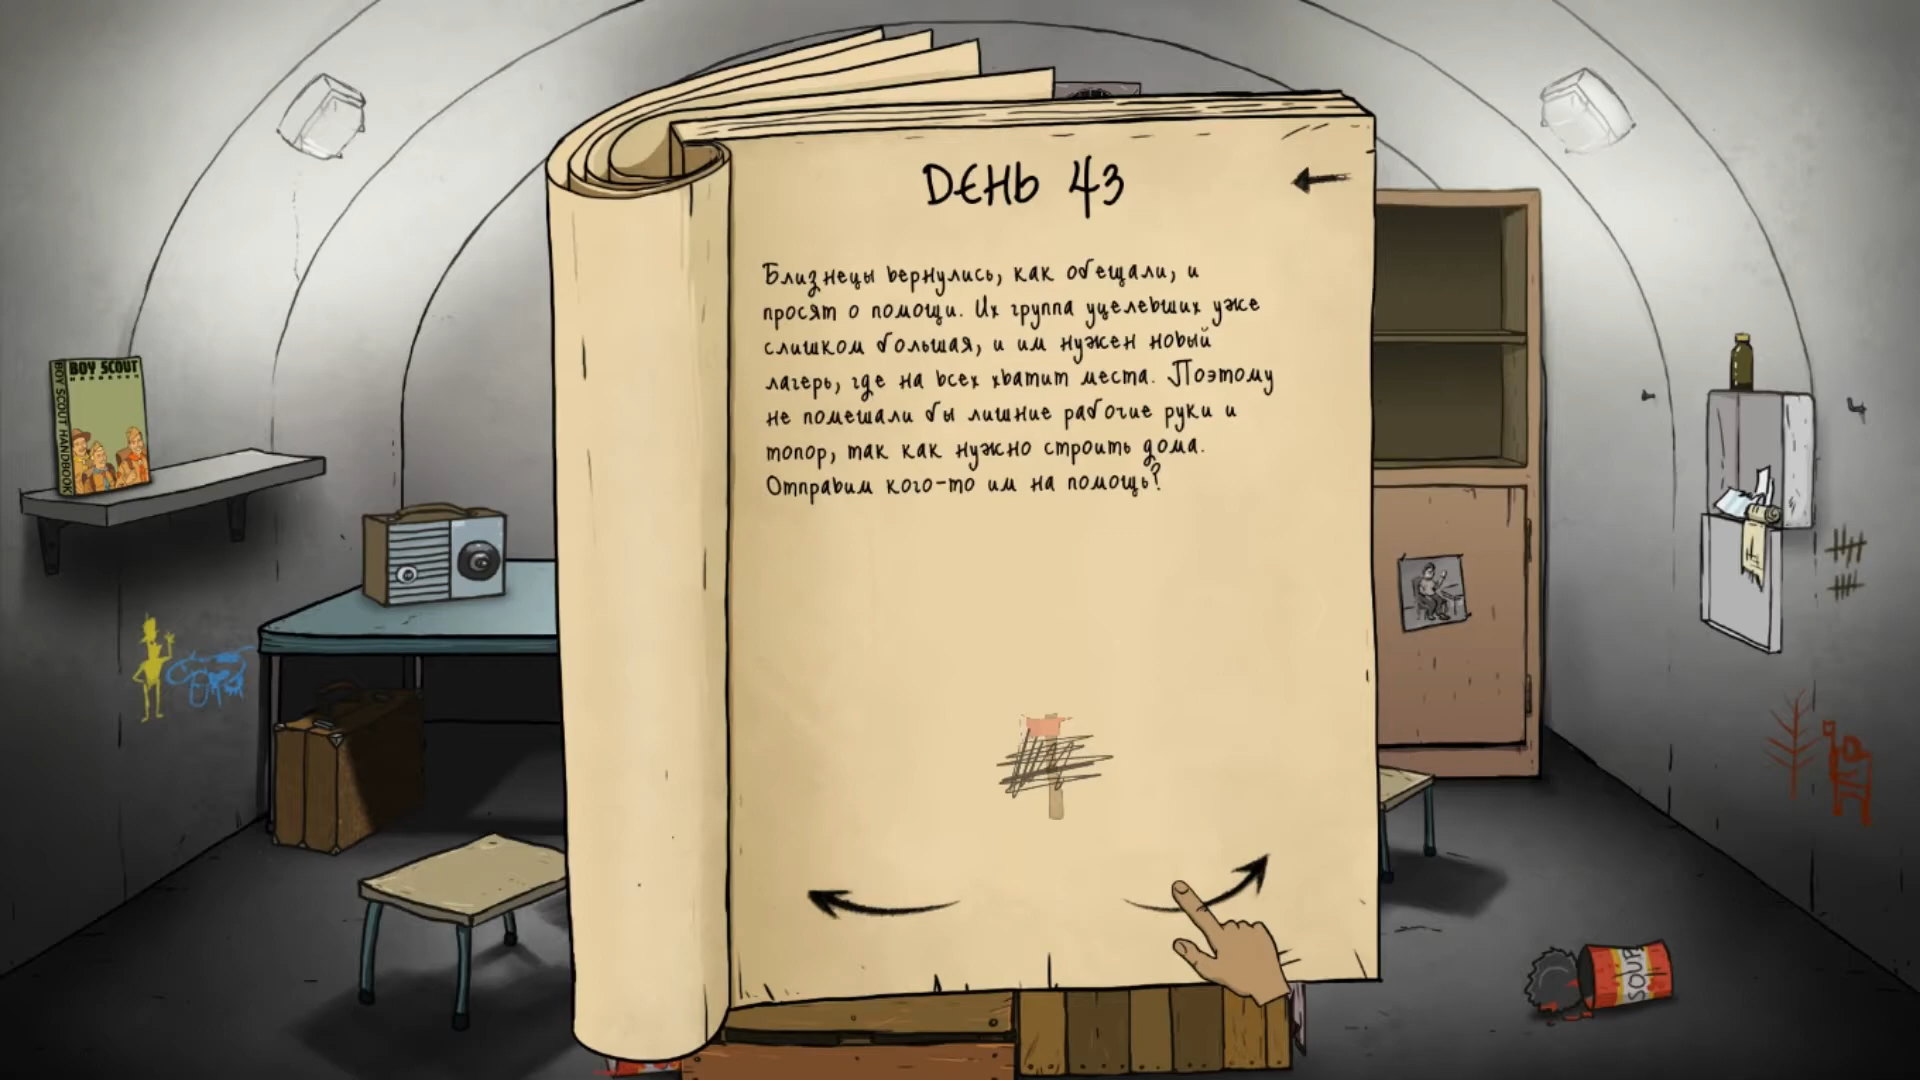 ДЕНЬ 43
Близнецы вернулись, как обещали, и
просят о помощи. Их группа уцелевших уже
слишком большая, и им нужен новый
лагерь, где на всех хватит места. Поэтому
не помешали бы лишние рабочие руки и
топор, так как нужно строить дома.
Отправим кого-то им на помощь?
BOY SCOUT
HANDBOOK
BOY SCOUT HANDBOOK
SOUP